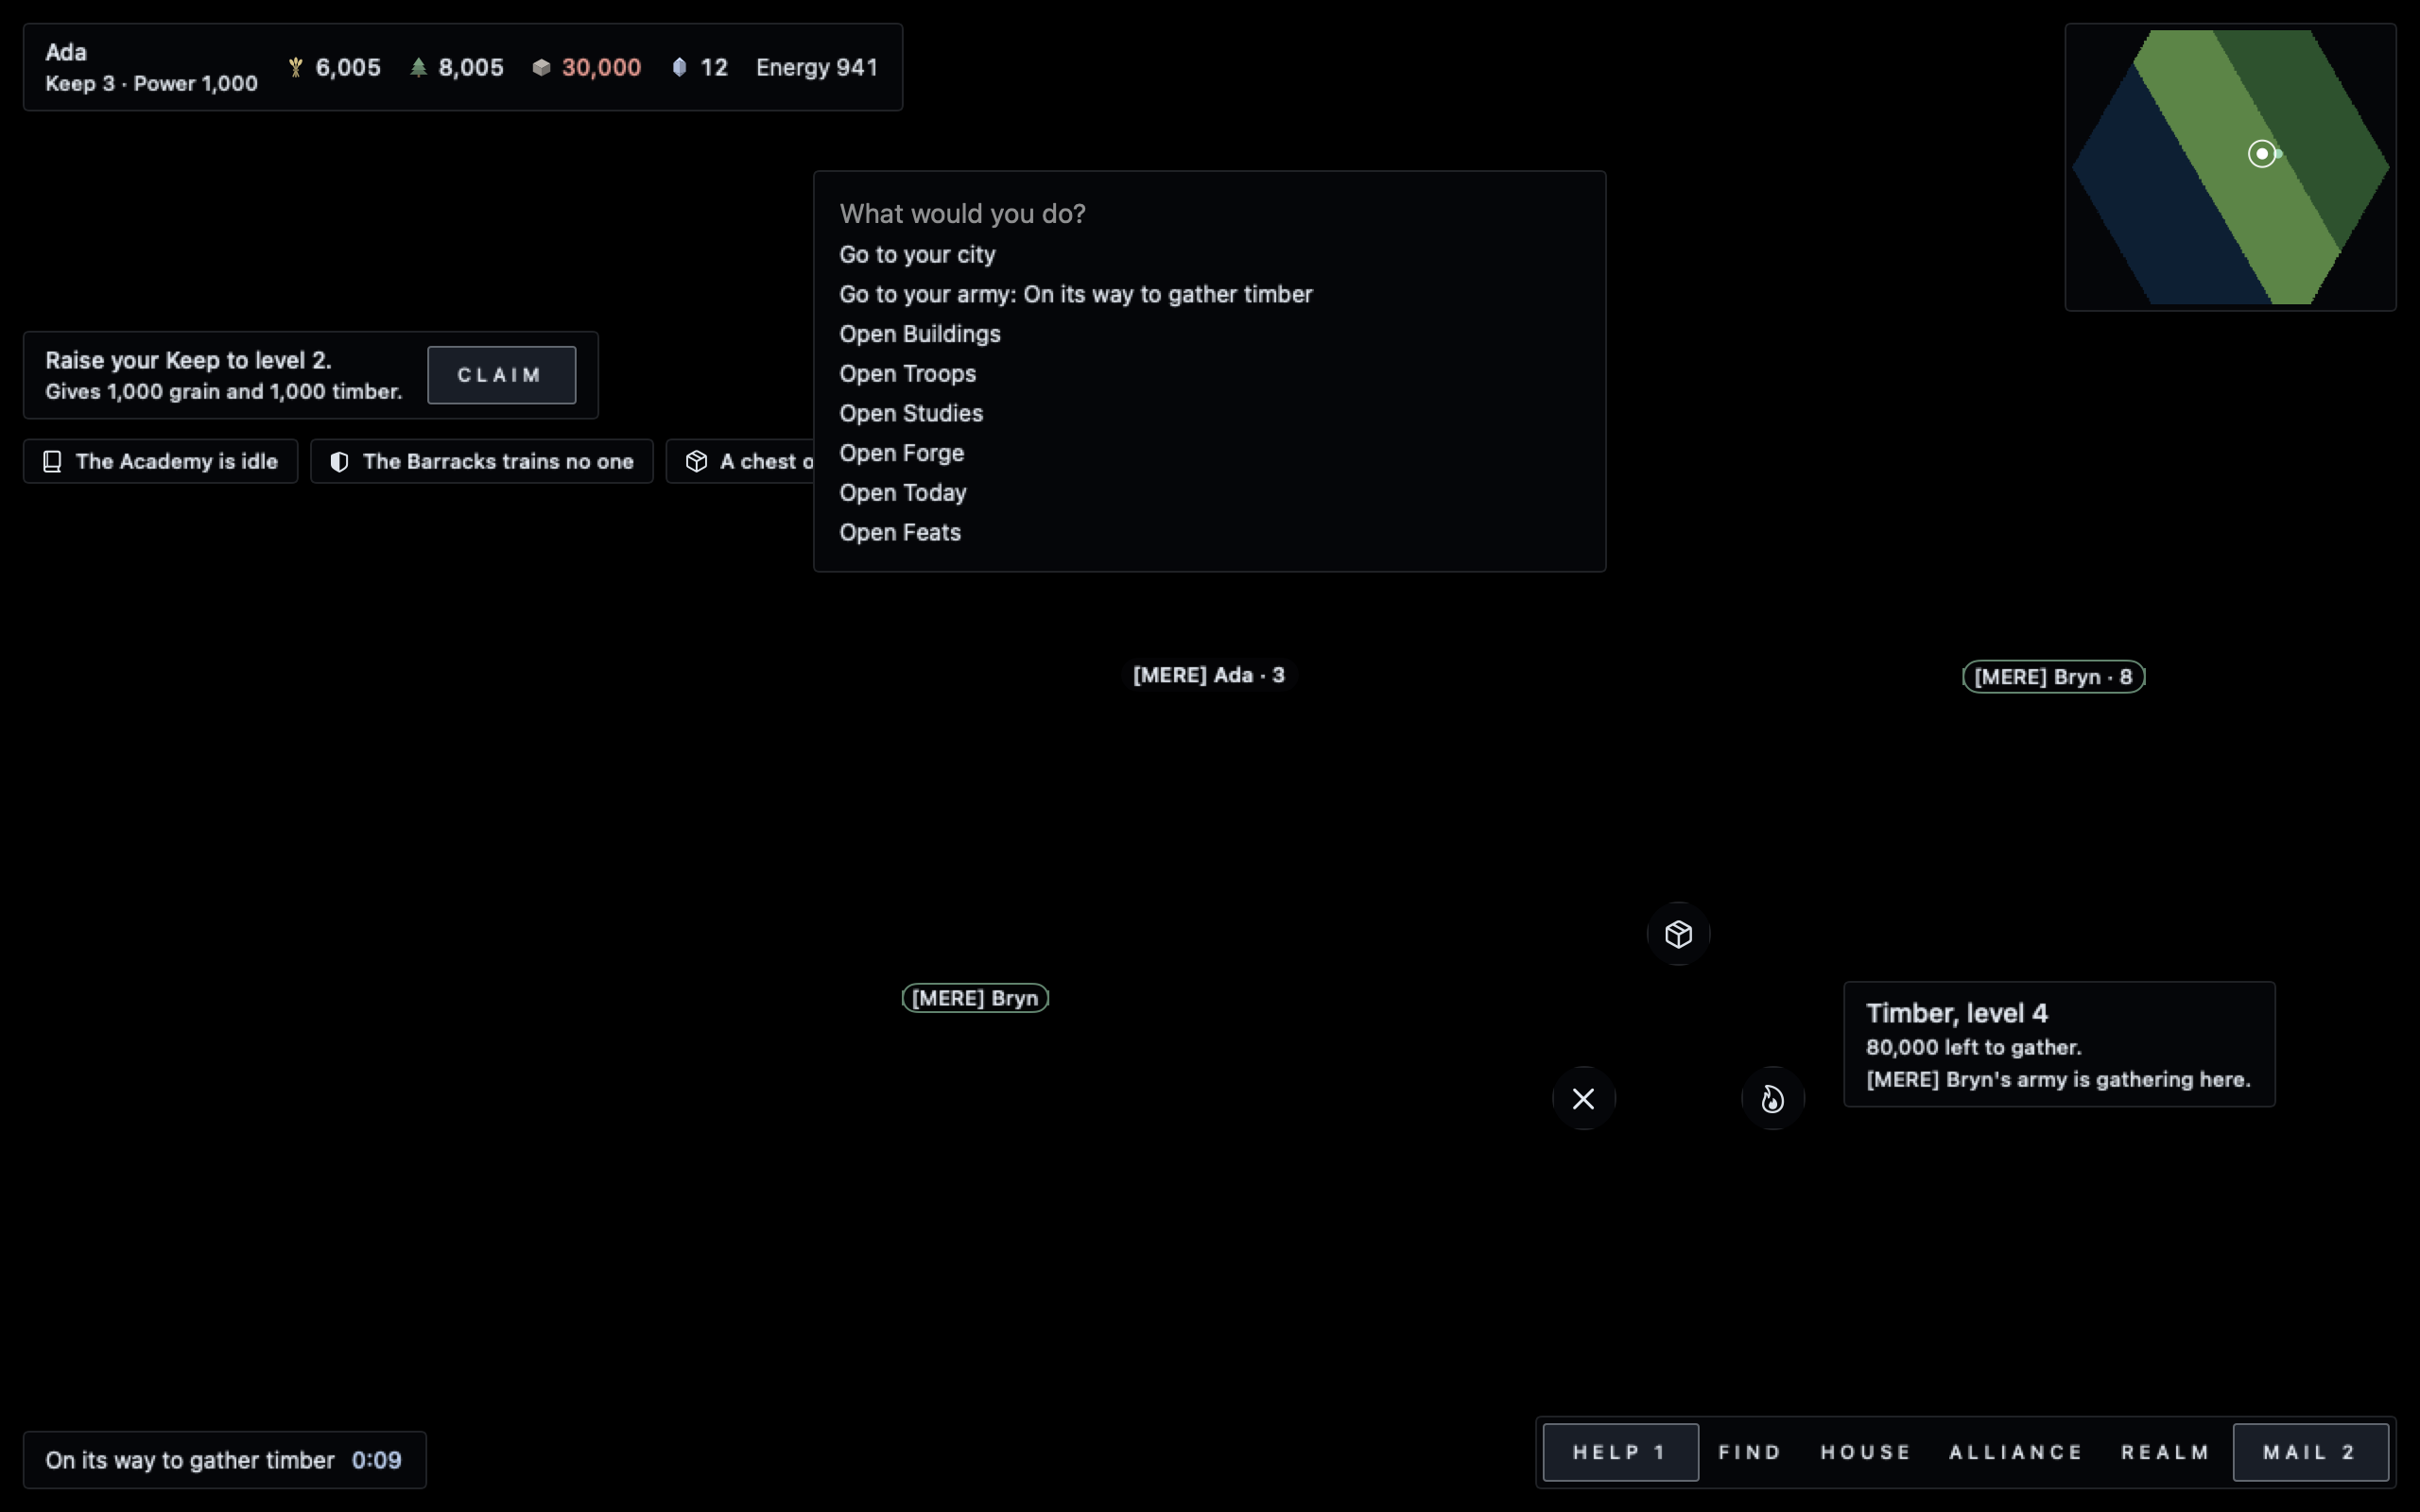 Ada
Keep 3 · Power 1,000
6,005
8,005
30,000
12
Energy 941
What would you do?
Go to your city
Go to your army: On its way to gather timber
Open Buildings
Open Troops
Open Studies
Open Forge
Open Today
Open Feats
Raise your Keep to level 2.
Gives 1,000 grain and 1,000 timber.
CLAIM
The Academy is idle
The Barracks trains no one
A chest
[MERE] Ada · 3
[MERE] Bryn · 8
[MERE] Bryn
Timber, level 4
80,000 left to gather.
[MERE] Bryn's army is gathering here.
On its way to gather timber 0:09
HELP 1
FIND
HOUSE
ALLIANCE
REALM
MAIL 2